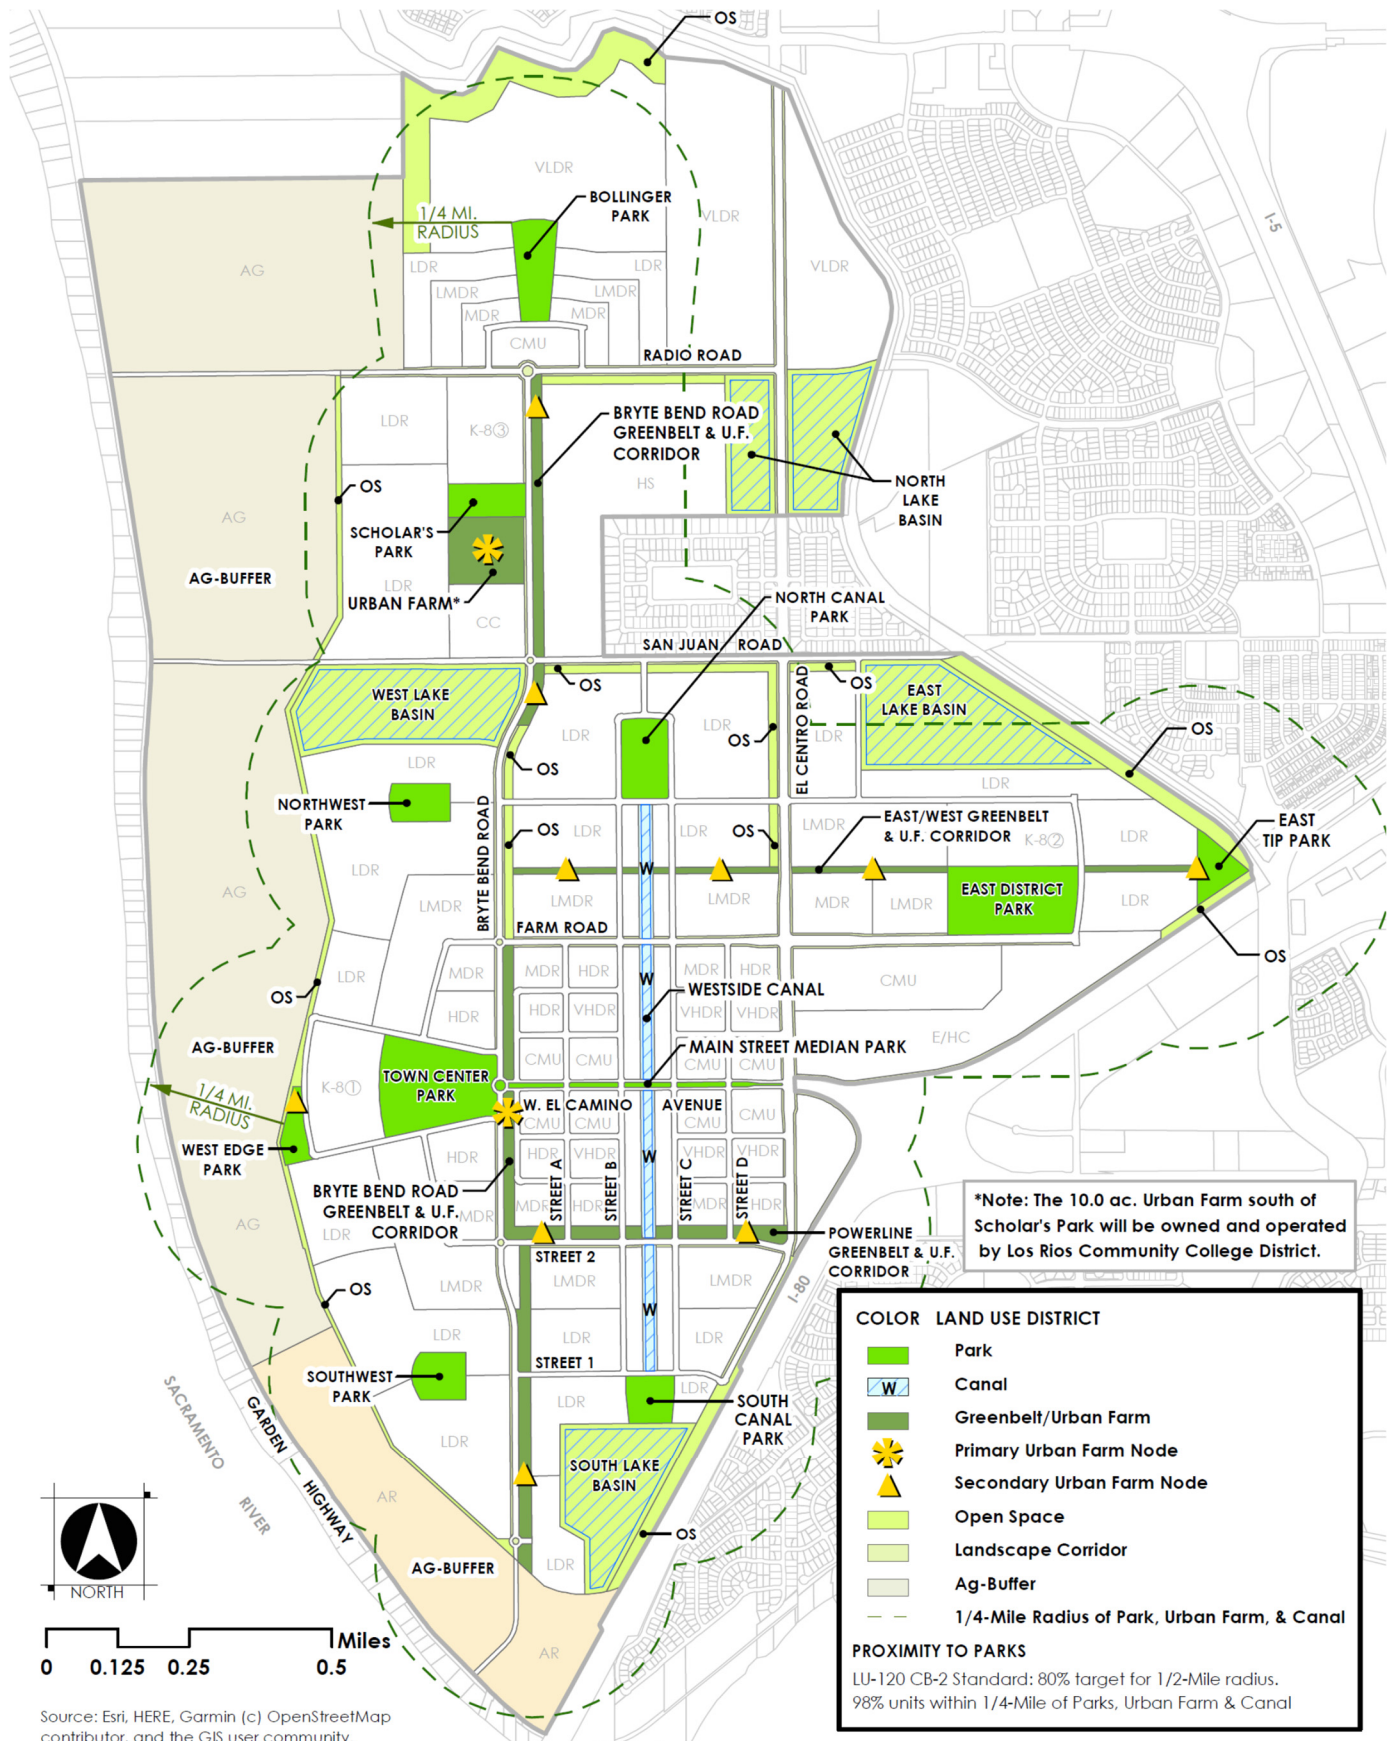 OS
VLDR
BOLLINGER
PARK
1/4 MI.
RADIUS
VLDR
VLDR
I-5
AG
LDR
LDR
LMDR
LMDR
MDR
MDR
CMU
RADIO ROAD
LDR
K-8③
BRYTE BEND ROAD
GREENBELT & U.F.
CORRIDOR
HS
NORTH
LAKE
BASIN
OS
AG
SCHOLAR'S
PARK
AG-BUFFER
LDR
URBAN FARM*
CC
NORTH CANAL
PARK
SAN JUAN ROAD
WEST LAKE
BASIN
OS
OS
EAST
LAKE BASIN
LDR
LDR
OS
EL CENTRO ROAD
LDR
OS
LDR
OS
LDR
NORTHWEST
PARK
BRYTE BEND ROAD
OS
LDR
LDR
OS
LMDR
EAST/WEST GREENBELT
& U.F. CORRIDOR
K-8②
LDR
EAST
TIP PARK
LDR
W
AG
LMDR
LMDR
LMDR
MDR
LMDR
EAST DISTRICT
PARK
LDR
FARM ROAD
OS
LDR
MDR
MDR
HDR
W
MDR
HDR
CMU
OS
WESTSIDE CANAL
HDR
HDR
VHDR
VHDR
VHDR
E/HC
AG-BUFFER
CMU
CMU
MAIN STREET MEDIAN PARK
CMU
CMU
K-8①
TOWN CENTER
PARK
1/4 MI.
RADIUS
W. EL CAMINO AVENUE
CMU
CMU
CMU
CMU
WEST EDGE
PARK
HDR
HDR
VHDR
W
VHDR
VHDR
STREET A
STREET B
STREET C
STREET D
BRYTE BEND ROAD
GREENBELT & U.F.
CORRIDOR
MDR
MDR
HDR
MDR
HDR
AG
LDR
POWERLINE
GREENBELT & U.F.
CORRIDOR
STREET 2
LMDR
LMDR
LMDR
I-80
OS
W
LDR
LDR
LDR
STREET 1
SOUTHWEST
PARK
LDR
LDR
SOUTH
CANAL
PARK
LDR
SOUTH LAKE
BASIN
SACRAMENTO
RIVER
GARDEN
HIGHWAY
AR
OS
AG-BUFFER
LDR
AR
*Note: The 10.0 ac. Urban Farm south of
Scholar's Park will be owned and operated
by Los Rios Community College District.
COLOR LAND USE DISTRICT
Park
W Canal
Greenbelt/Urban Farm
Primary Urban Farm Node
Secondary Urban Farm Node
Open Space
Landscape Corridor
Ag-Buffer
1/4-Mile Radius of Park, Urban Farm, & Canal
PROXIMITY TO PARKS
LU-120 CB-2 Standard: 80% target for 1/2-Mile radius.
98% units within 1/4-Mile of Parks, Urban Farm & Canal
NORTH
Miles
0 0.125 0.25 0.5
Source: Esri, HERE, Garmin (c) OpenStreetMap
contributor, and the GIS user community